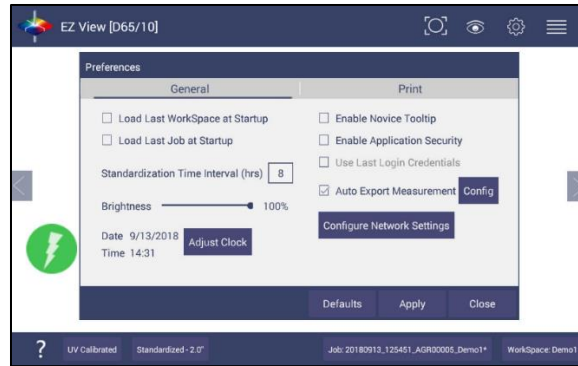 EZ View [D65/10]
Preferences
General
Print
Load Last WorkSpace at Startup
Load Last Job at Startup
Standardization Time Interval (hrs) 8
Brightness 100%
Date 9/13/2018
Time 14:31
Adjust Clock
Enable Novice Tooltip
Enable Application Security
Use Last Login Credentials
Auto Export Measurement Config
Configure Network Settings
Defaults Apply Close
? UV Calibrated Standardized - 2.0" Job: 20180913_125451_AGR00005_Demo1* WorkSpace: Demo1